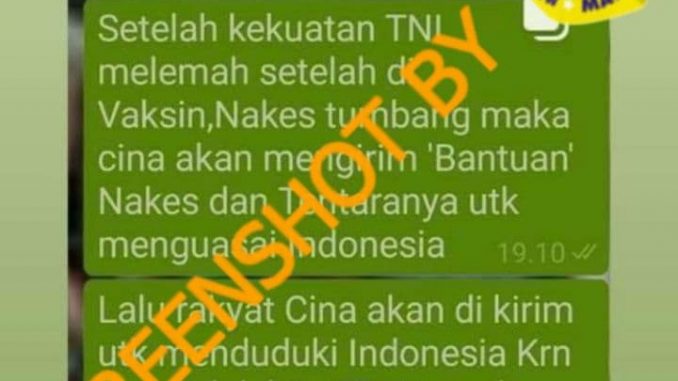 Setelah kekuatan TNI
melemah setelah di
Vaksin,Nakes tumbang maka
cina akan mengirim 'Bantuan'
Nakes dan Tentaranya utk
menguasai Indonesia
19.10
Lalu rakyat Cina akan di kirim
utk menduduki Indonesia Krn
REENSHOT BY